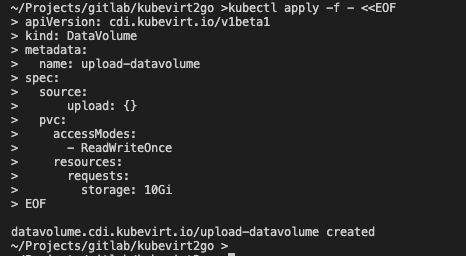 ~/Projects/gitlab/kubevirt2go >kubectl apply -f - <<EOF
> apiVersion: cdi.kubevirt.io/v1beta1
> kind: DataVolume
> metadata:
>   name: upload-datavolume
> spec:
>   source:
>       upload: {}
>   pvc:
>     accessModes:
>       - ReadWriteOnce
>     resources:
>       requests:
>         storage: 10Gi
> EOF

datavolume.cdi.kubevirt.io/upload-datavolume created
~/Projects/gitlab/kubevirt2go >